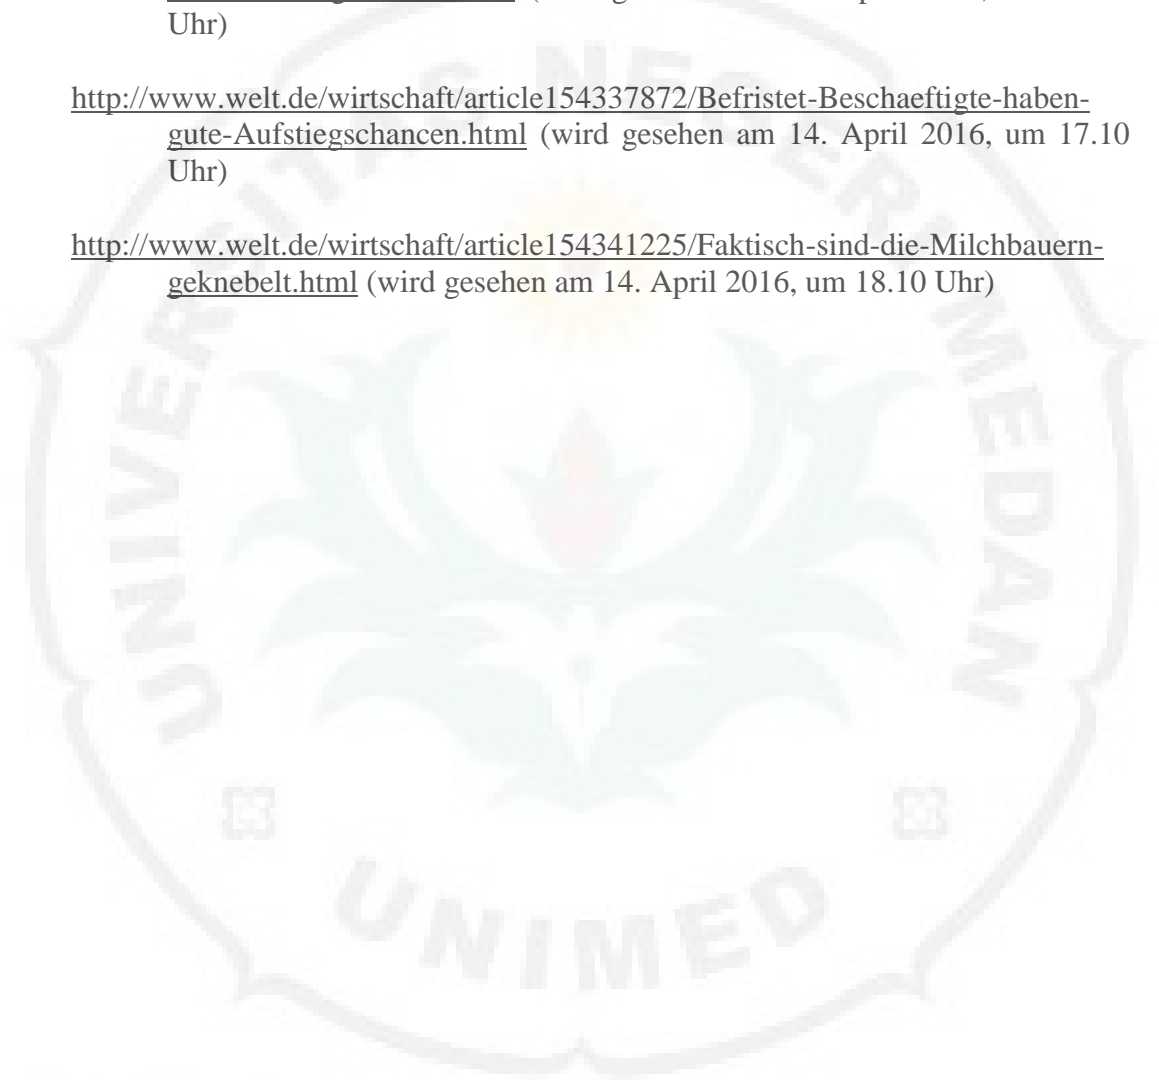 Uhr)
http://www.welt.de/wirtschaft/article154337872/Befristet-Beschaeftigte-haben-
gute-Aufstiegschancen.html (wird gesehen am 14. April 2016, um 17.10
Uhr)
http://www.welt.de/wirtschaft/article154341225/Faktisch-sind-die-Milchbauern-
geknebelt.html (wird gesehen am 14. April 2016, um 18.10 Uhr)
UNIVERSITAS NEGERI MEDAN
UNIMED